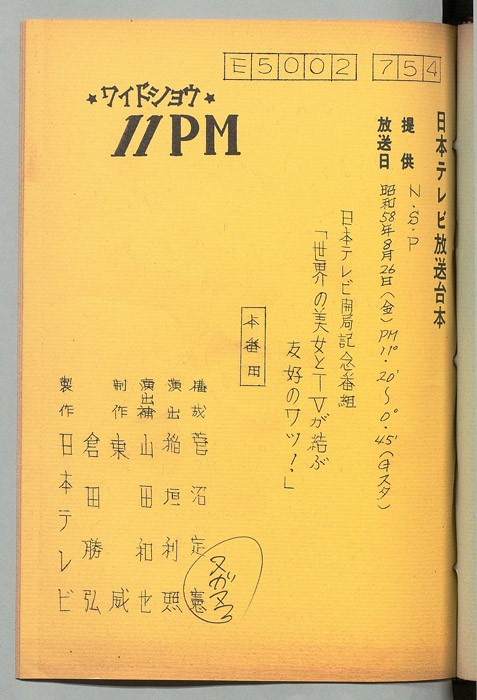 E5002 754
★ワイドショウ★
11PM
日本テレビ放送台本
提供 N.S.P
放送日 昭和58年8月26日(金) PM11°.20'〜0°.45'(Gスタ)
日本テレビ開局記念番組
「世界の美女とTVが結ぶ
友好のワッ!」
本番用
構成 菅沼定憲
演出 稲垣利照
演出補 山田和也
制作 東威
倉田勝弘
製作 日本テレビ